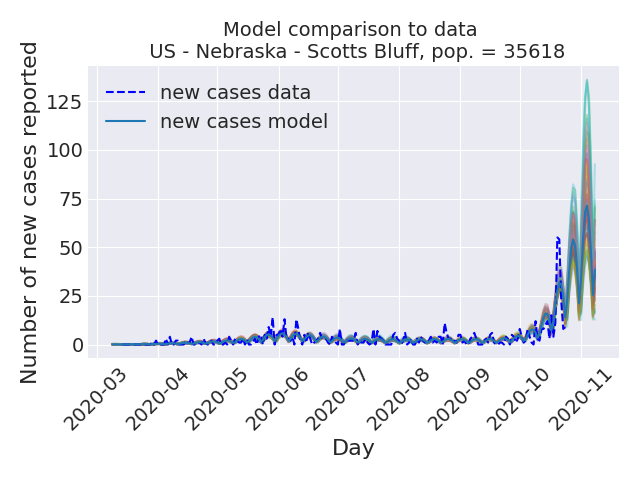 Model comparison to data
US - Nebraska - Scotts Bluff, pop. = 35618
Number of new cases reported
new cases data
new cases model
125
100
75
50
25
0
2020-03
2020-04
2020-05
2020-06
2020-07
2020-08
2020-09
2020-10
2020-11
Day